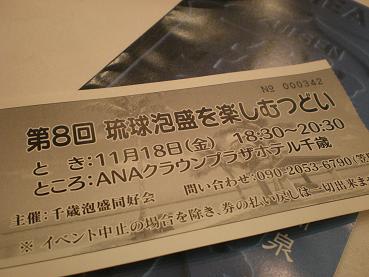 № 000342
第8回 琉球泡盛を楽しむつどい
とき:11月18日(金) 18:30~20:30
ところ:ANAクラウンプラザホテル千歳
主催:千歳泡盛同好会 問い合わせ:090-2053-6790
※ イベント中止の場合を除き、券の払い戻しは一切出来ま
泉